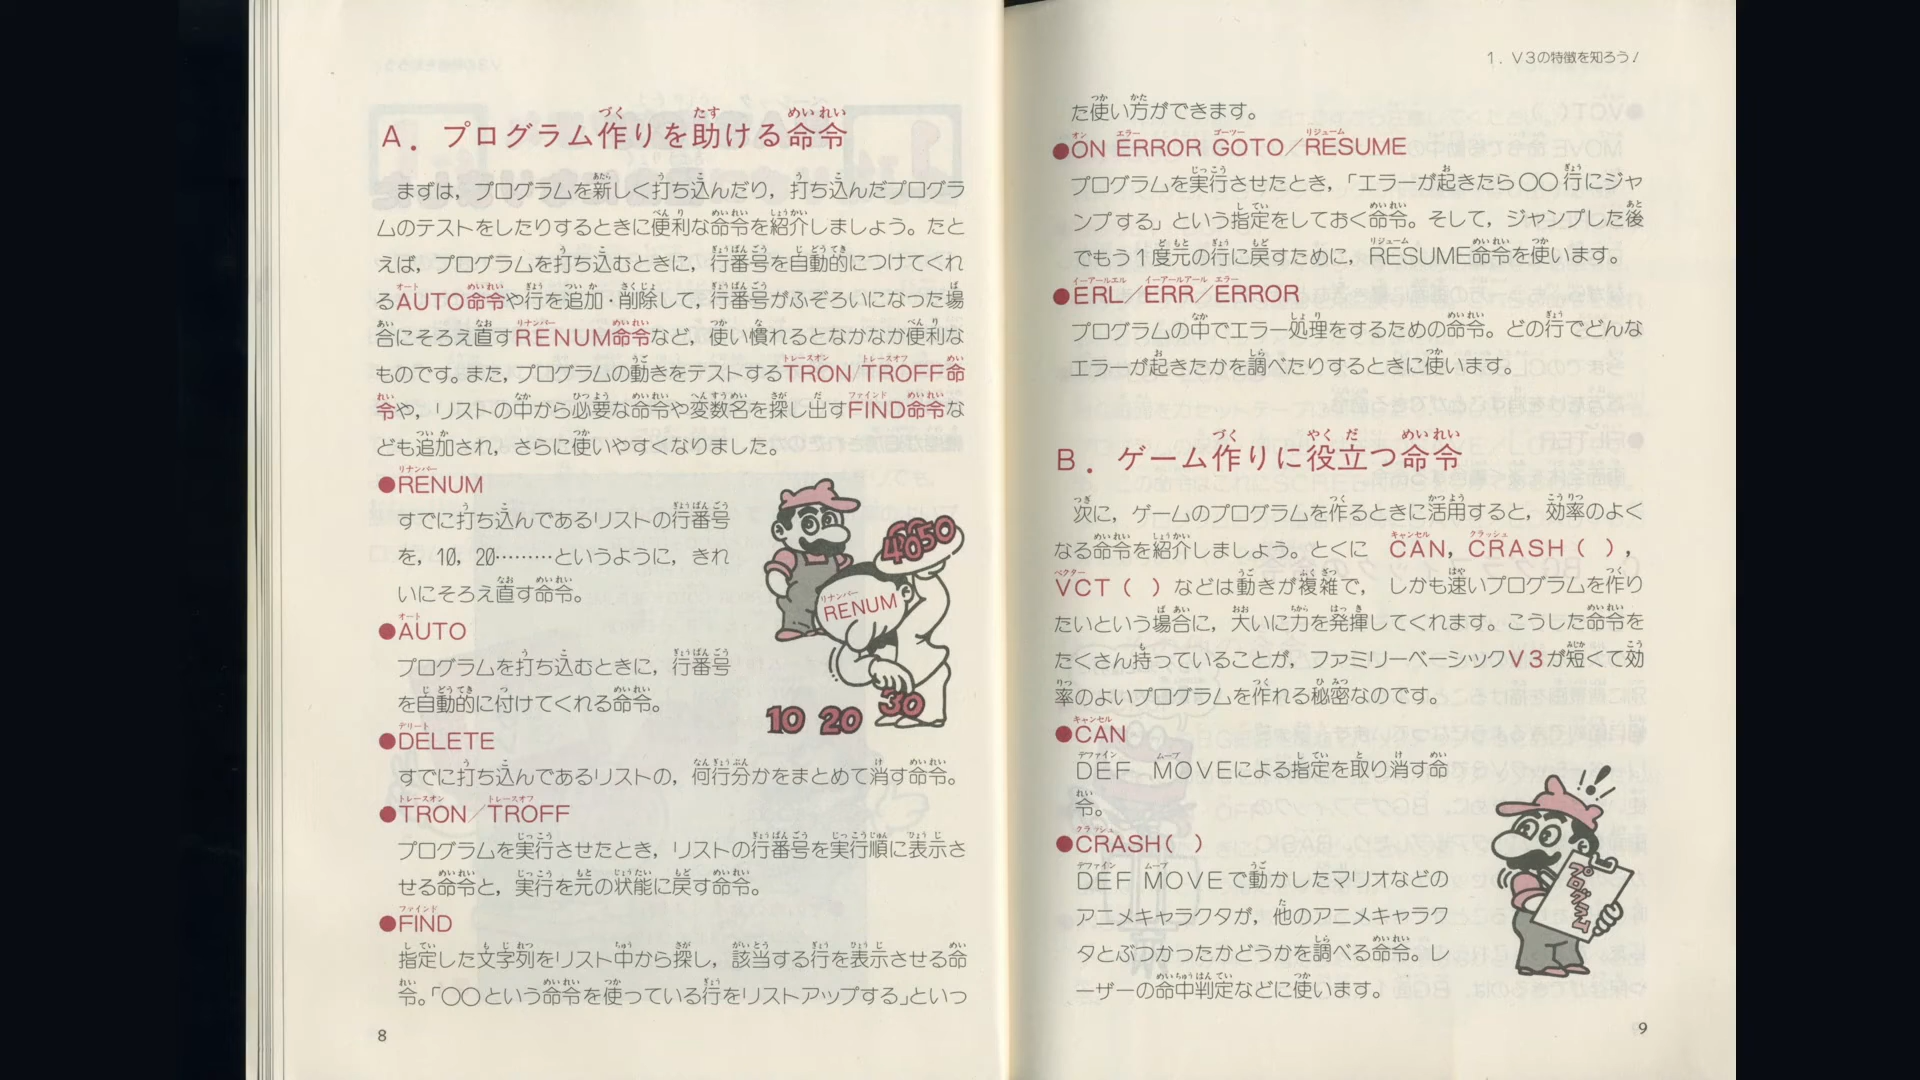 A．プログラム作りを助ける命令
まずは，プログラムを新しく打ち込んだり，打ち込んだプログラ
ムのテストをしたりするときに便利な命令を紹介しましょう。たと
えば，プログラムを打ち込むときに，行番号を自動的につけてくれ
るAUTO命令や行を追加・削除して，行番号がふぞろいになった場
合にそろえ直すRENUM命令など，使い慣れるとなかなか便利な
ものです。また，プログラムの動きをテストするTRON/TROFF命
令や，リストの中から必要な命令や変数名を探し出すFIND命令な
ども追加され，さらに使いやすくなりました。
●RENUM
すでに打ち込んであるリストの行番号
を，10，20………というように，きれ
いにそろえ直す命令。
●AUTO
プログラムを打ち込むときに，行番号
を自動的に付けてくれる命令。
●DELETE
すでに打ち込んであるリストの，何行分かをまとめて消す命令。
●TRON／TROFF
プログラムを実行させたとき，リストの行番号を実行順に表示さ
せる命令と，実行を元の状態に戻す命令。
●FIND
指定した文字列をリスト中から探し，該当する行を表示させる命
令。「○○という命令を使っている行をリストアップする」といっ
40 50
RENUM
10 20 30
8
1．V3の特徴を知ろう！
た使い方ができます。
●ON ERROR GOTO／RESUME
プログラムを実行させたとき，「エラーが起きたら○○行にジャ
ンプする」という指定をしておく命令。そして，ジャンプした後
でもう1度元の行に戻すために，RESUME命令を使います。
●ERL／ERR／ERROR
プログラムの中でエラー処理をするための命令。どの行でどんな
エラーが起きたかを調べたりするときに使います。
B．ゲーム作りに役立つ命令
次に，ゲームのプログラムを作るときに活用すると，効率のよく
なる命令を紹介しましょう。とくに CAN，CRASH（ ），
VCT（ ）などは動きが複雑で，しかも速いプログラムを作り
たいという場合に，大いに力を発揮してくれます。こうした命令を
たくさん持っていることが，ファミリーベーシックV3が短くて効
率のよいプログラムを作れる秘密なのです。
●CAN
DEF MOVEによる指定を取り消す命
令。
●CRASH（ ）
DEF MOVEで動かしたマリオなどの
アニメキャラクタが，他のアニメキャラク
タとぶつかったかどうかを調べる命令。レ
ーザーの命中判定などに使います。
！！
プログラム
9